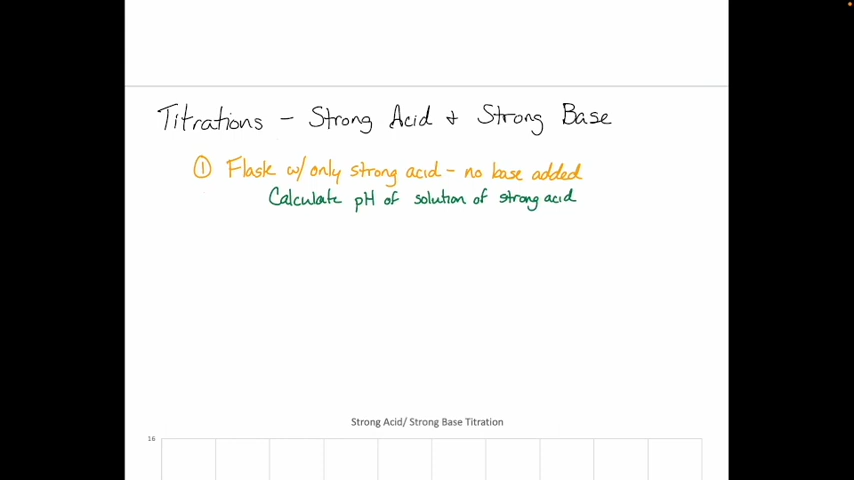 Titrations - Strong Acid + Strong Base
① Flask w/ only strong acid - no base added
Calculate pH of solution of strong acid
Strong Acid/ Strong Base Titration
16